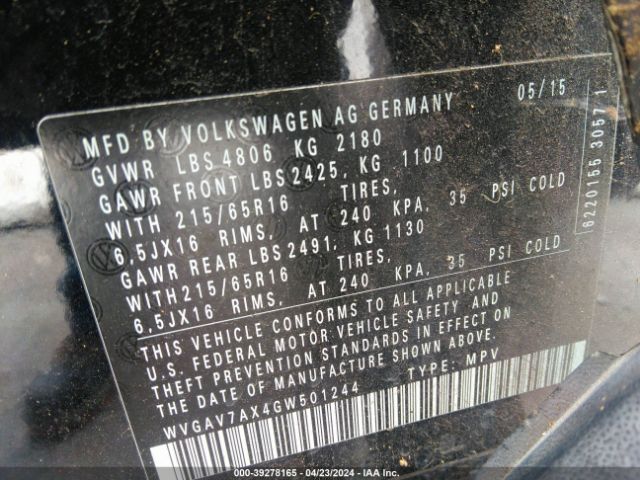 MFD BY VOLKSWAGEN AG GERMANY 05/15
GVWR LBS 4806 KG 2180
GAWR FRONT LBS 2425, KG 1100
WITH 215/65R16 TIRES,
6,5JX16 RIMS, AT 240 KPA, 35 PSI COLD
GAWR REAR LBS 2491, KG 1130
WITH 215/65R16 TIRES,
6,5JX16 RIMS, AT 240 KPA, 35 PSI COLD
THIS VEHICLE CONFORMS TO ALL APPLICABLE
U.S. FEDERAL MOTOR VEHICLE SAFETY AND
THEFT PREVENTION STANDARDS IN EFFECT ON
THE DATE OF MANUFACTURE SHOWN ABOVE.
WVGAV7AX4GW501244 TYPE: MPV
6220155 3057 1
000-39278165 - 04/23/2024 - IAA Inc.